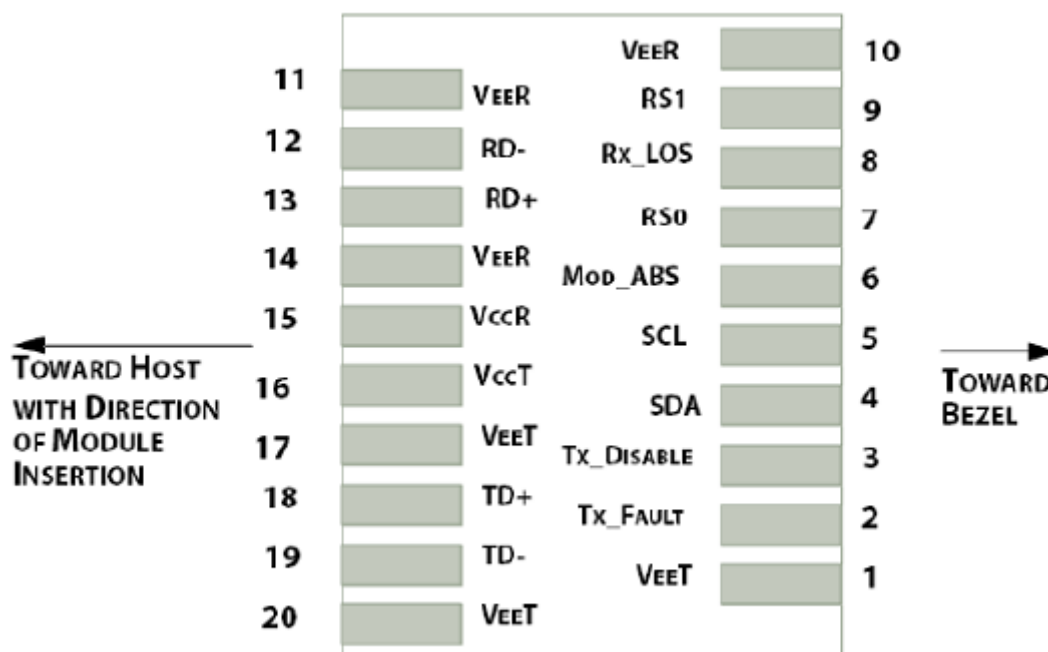 11 VEER
12 RD-
13 RD+
14 VEER
15 VCCR
16 VCCT
17 VEET
18 TD+
19 TD-
20 VEET
TOWARD HOST
WITH DIRECTION
OF MODULE
INSERTION
VEER 10
RS1 9
RX_LOS 8
RS0 7
MOD_ABS 6
SCL 5
SDA 4
TX_DISABLE 3
TX_FAULT 2
VEET 1
TOWARD
BEZEL